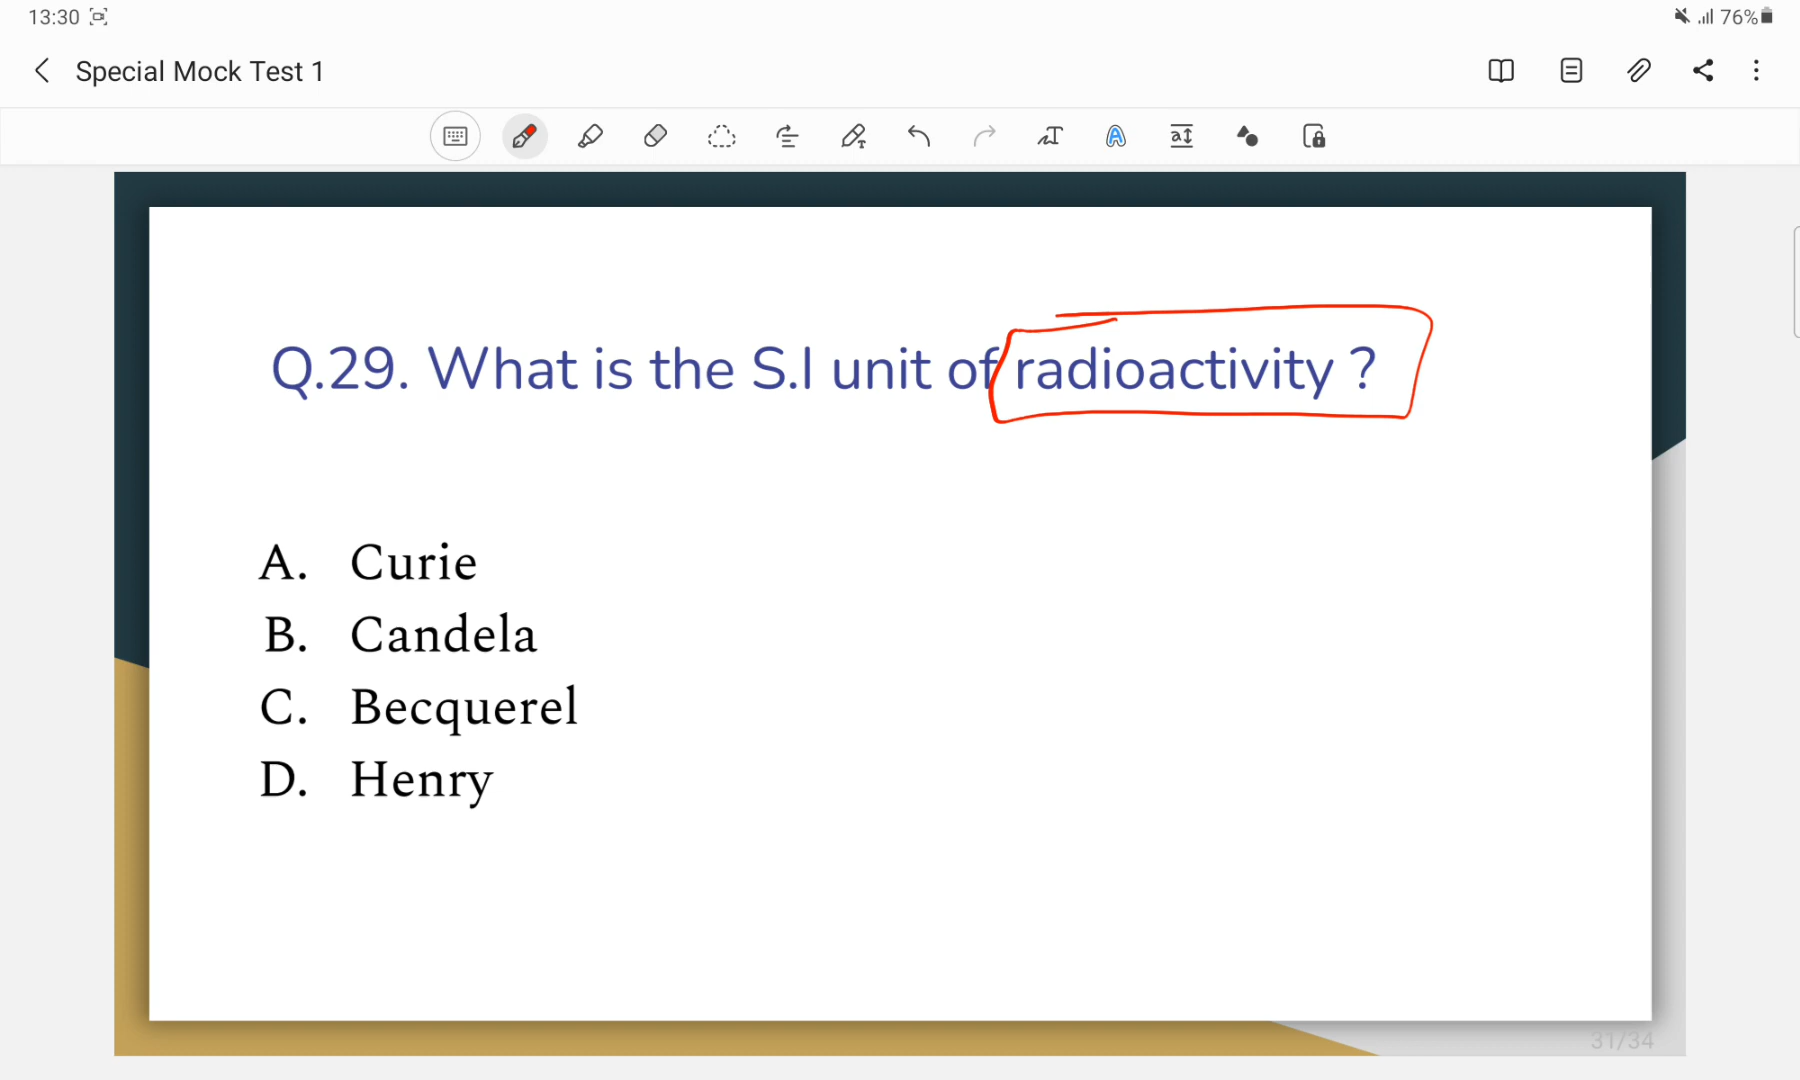 13:30
76%
Special Mock Test 1
Q.29. What is the S.I unit of radioactivity ?
A. Curie
B. Candela
C. Becquerel
D. Henry
31/34